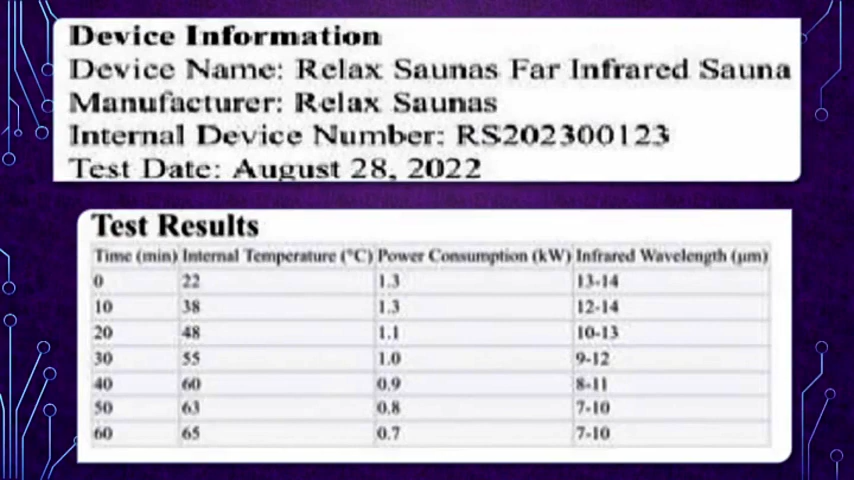 Device Information
Device Name: Relax Saunas Far Infrared Sauna
Manufacturer: Relax Saunas
Internal Device Number: RS202300123
Test Date: August 28, 2022
Test Results
Time (min) Internal Temperature (°C) Power Consumption (kW) Infrared Wavelength (μm)
0 22 1.3 13-14
10 38 1.3 12-14
20 48 1.1 10-13
30 55 1.0 9-12
40 60 0.9 8-11
50 63 0.8 7-10
60 65 0.7 7-10